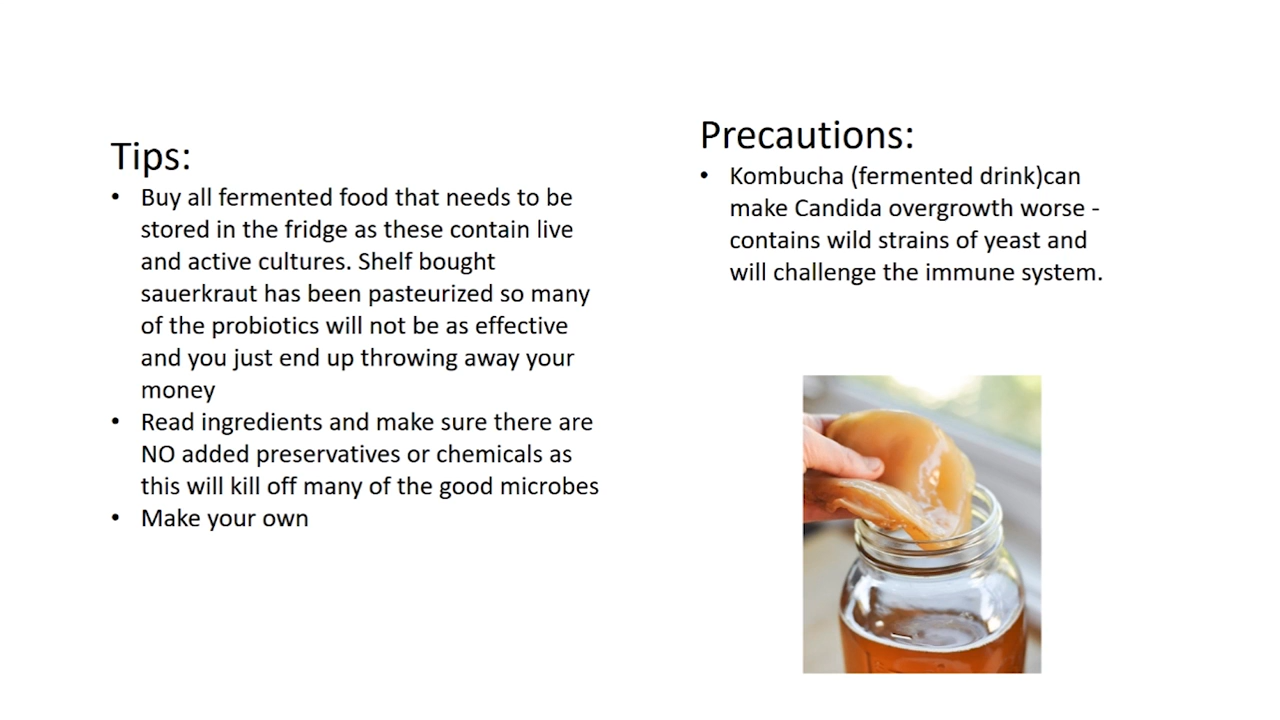 Tips:
• Buy all fermented food that needs to be
stored in the fridge as these contain live
and active cultures. Shelf bought
sauerkraut has been pasteurized so many
of the probiotics will not be as effective
and you just end up throwing away your
money
• Read ingredients and make sure there are
NO added preservatives or chemicals as
this will kill off many of the good microbes
• Make your own
Precautions:
• Kombucha (fermented drink)can
make Candida overgrowth worse -
contains wild strains of yeast and
will challenge the immune system.